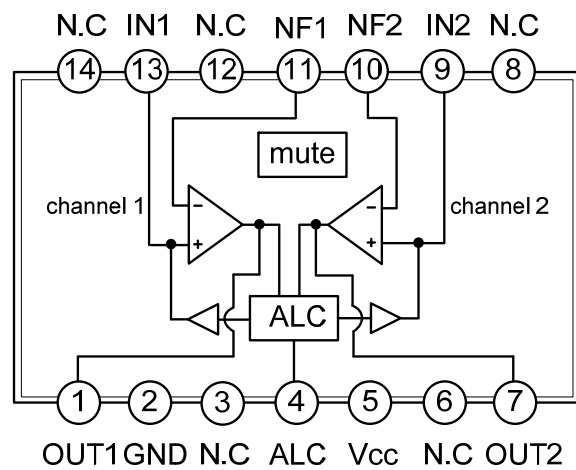 N.C IN1 N.C NF1 NF2 IN2 N.C
14 13 12 11 10 9 8
mute
channel 1 channel 2
− −
+ +
ALC
1 2 3 4 5 6 7
OUT1 GND N.C ALC Vcc N.C OUT2